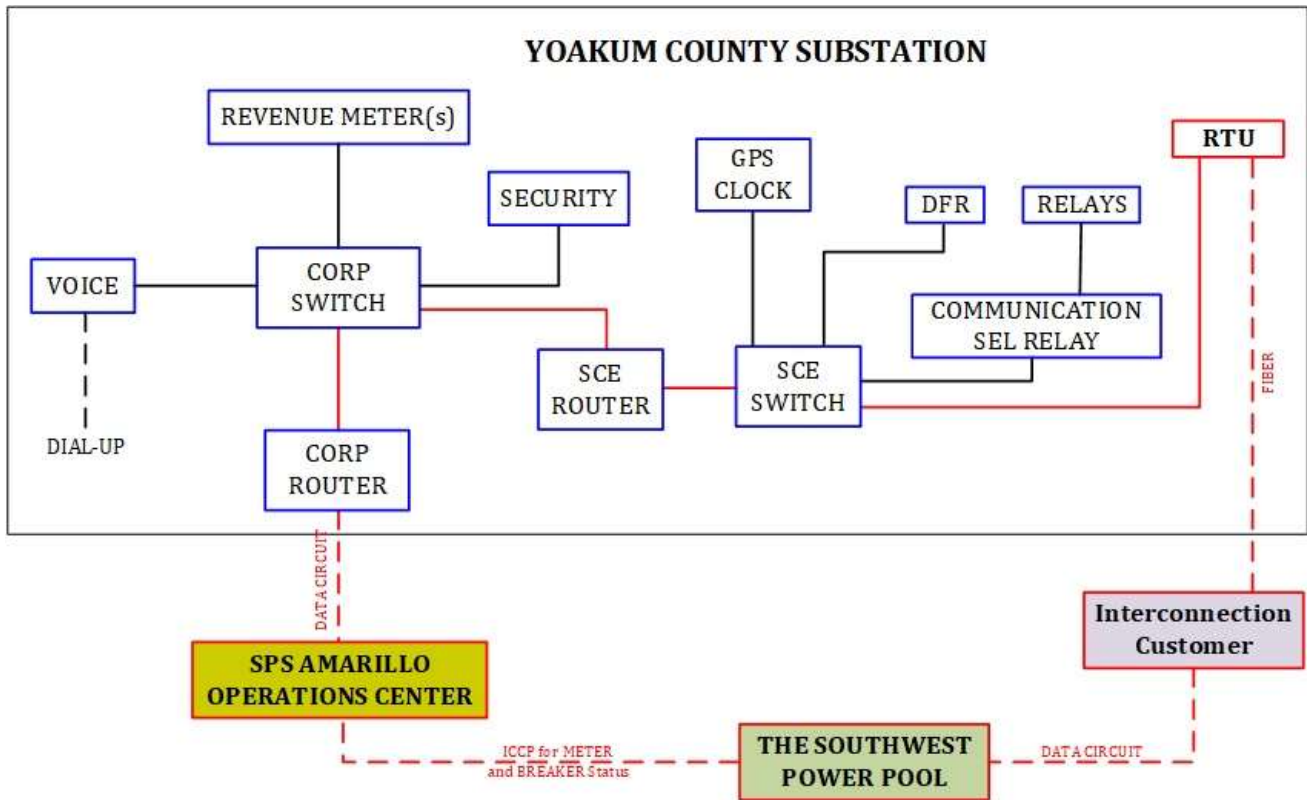 YOAKUM COUNTY SUBSTATION
REVENUE METER(s)
RTU
GPS
CLOCK
SECURITY
DFR
RELAYS
VOICE
CORP
SWITCH
COMMUNICATION
SEL RELAY
SCE
ROUTER
SCE
SWITCH
FIBER
DIAL-UP
CORP
ROUTER
DATA CIRCUIT
Interconnection
Customer
SPS AMARILLO
OPERATIONS CENTER
ICCP for METER
and BREAKER Status
THE SOUTHWEST
POWER POOL
DATA CIRCUIT